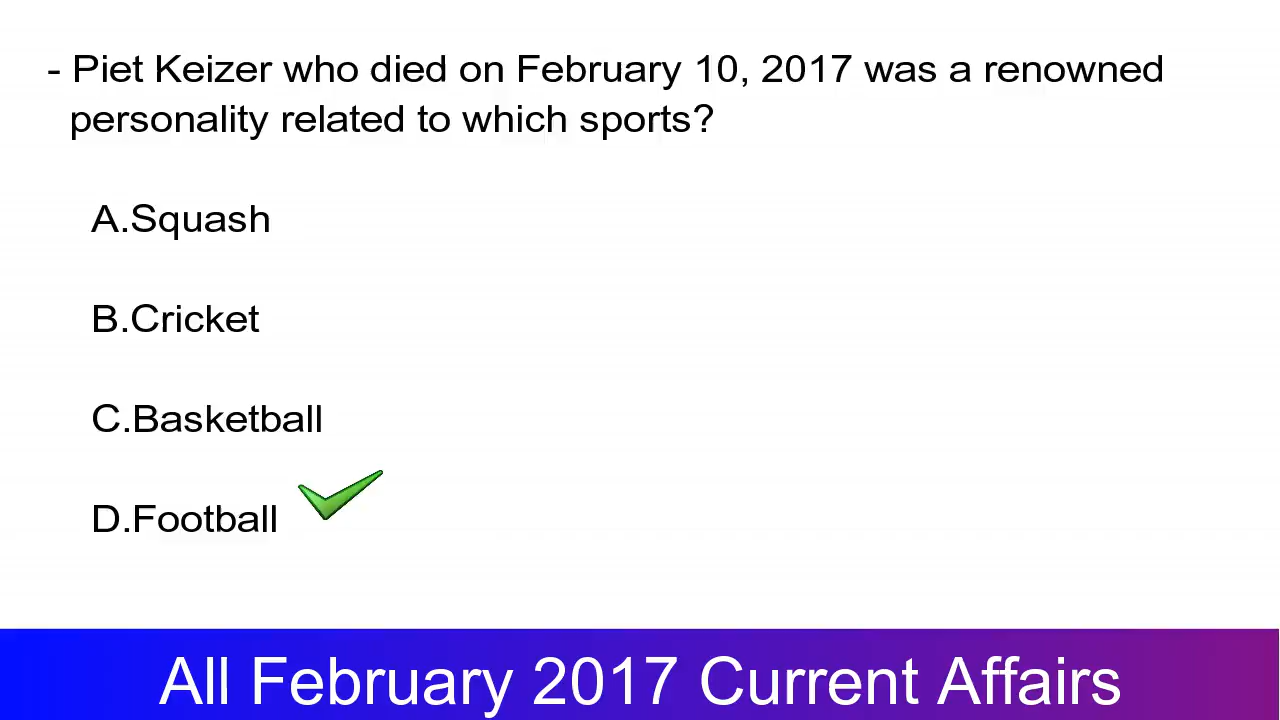 - Piet Keizer who died on February 10, 2017 was a renowned
personality related to which sports?
A.Squash
B.Cricket
C.Basketball
D.Football
All February 2017 Current Affairs